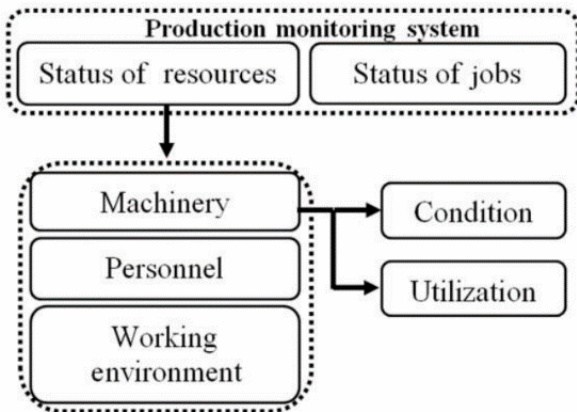 Production monitoring system
Status of resources
Status of jobs
Machinery
Condition
Personnel
Utilization
Working
environment